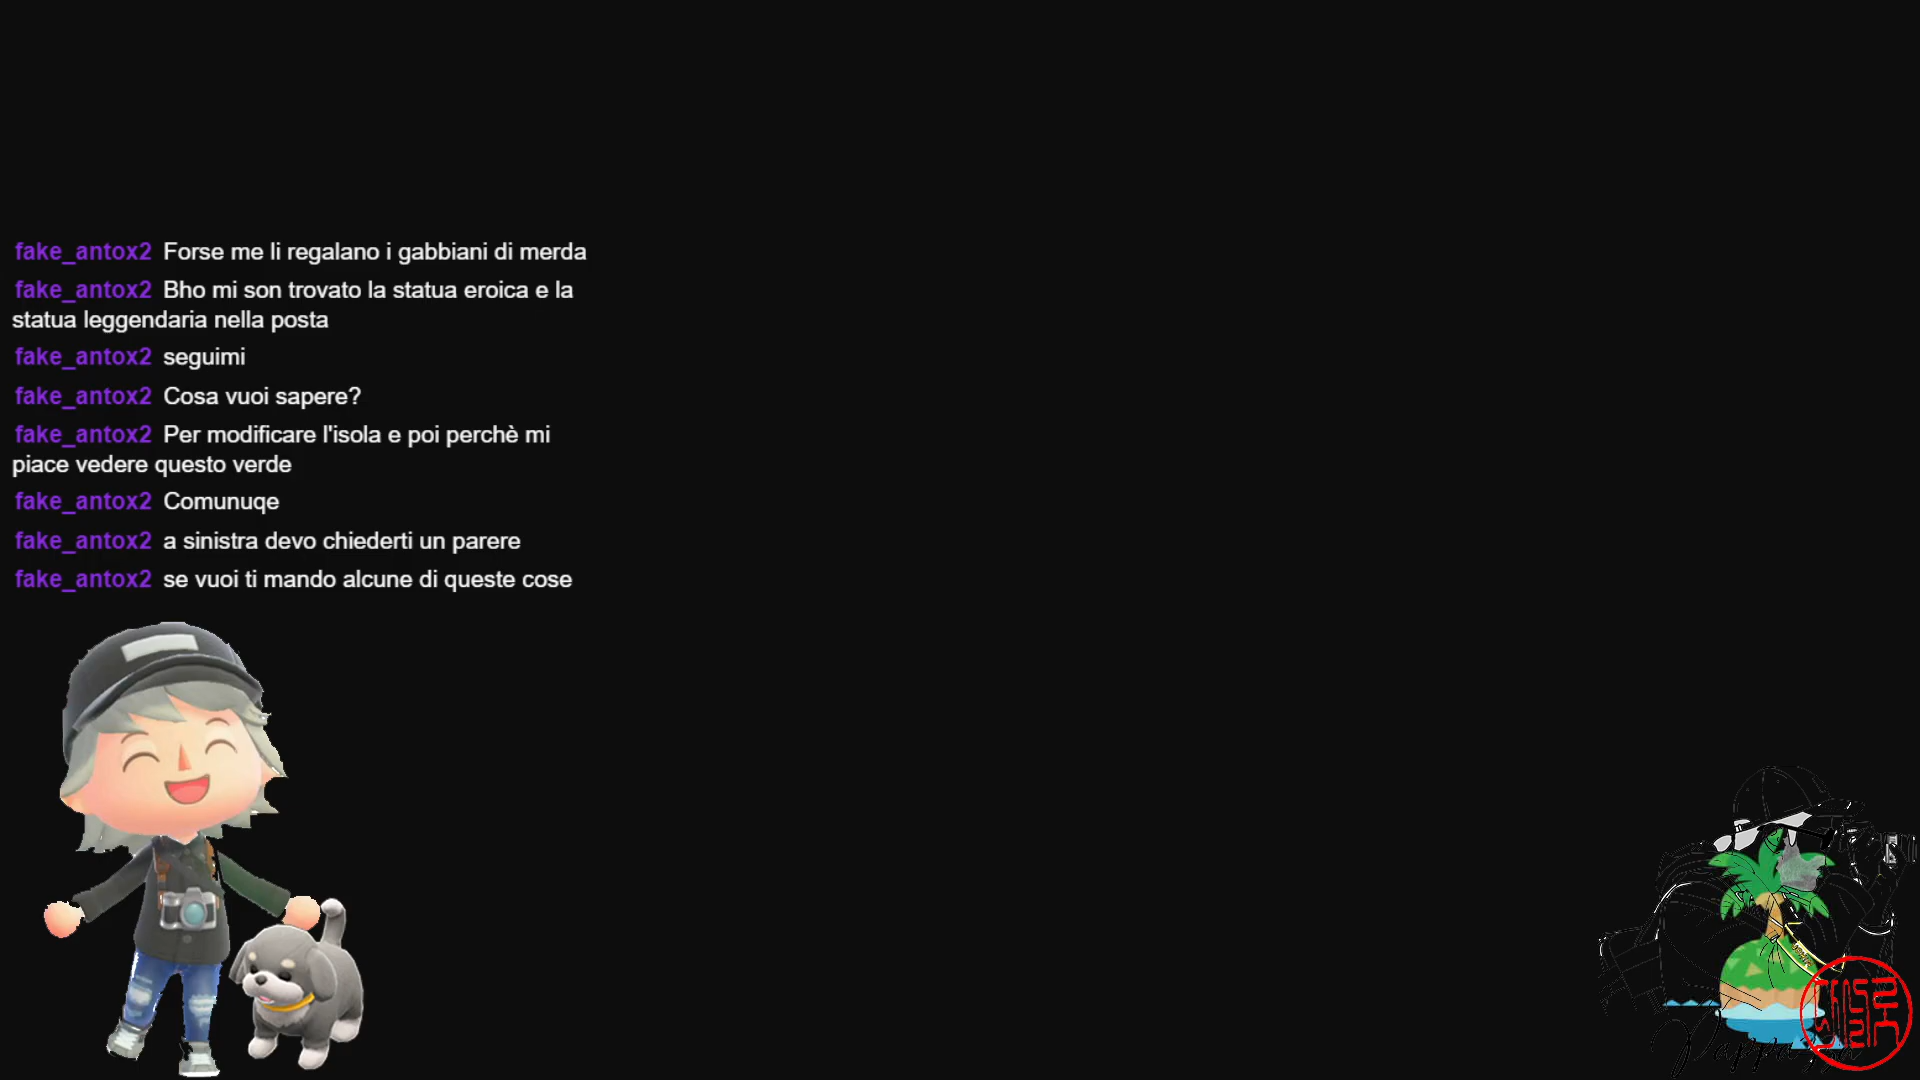 fake_antox2 Forse me li regalano i gabbiani di merda
fake_antox2 Bho mi son trovato la statua eroica e la
statua leggendaria nella posta
fake_antox2 seguimi
fake_antox2 Cosa vuoi sapere?
fake_antox2 Per modificare l'isola e poi perchè mi
piace vedere questo verde
fake_antox2 Comunuqe
fake_antox2 a sinistra devo chiederti un parere
fake_antox2 se vuoi ti mando alcune di queste cose